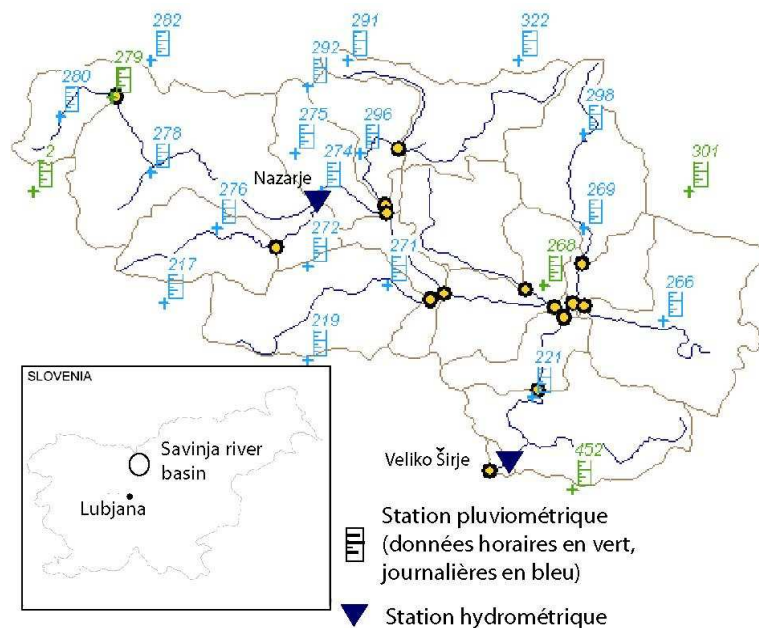 291
322
282
292
279
280
275
296
298
278
2
274
301
Nazarje
276
269
272
271
268
217
266
219
221
SLOVENIA
Savinja river
basin
Lubjana
Veliko Širje
452
Station pluviométrique
(données horaires en vert,
journalières en bleu)
Station hydrométrique